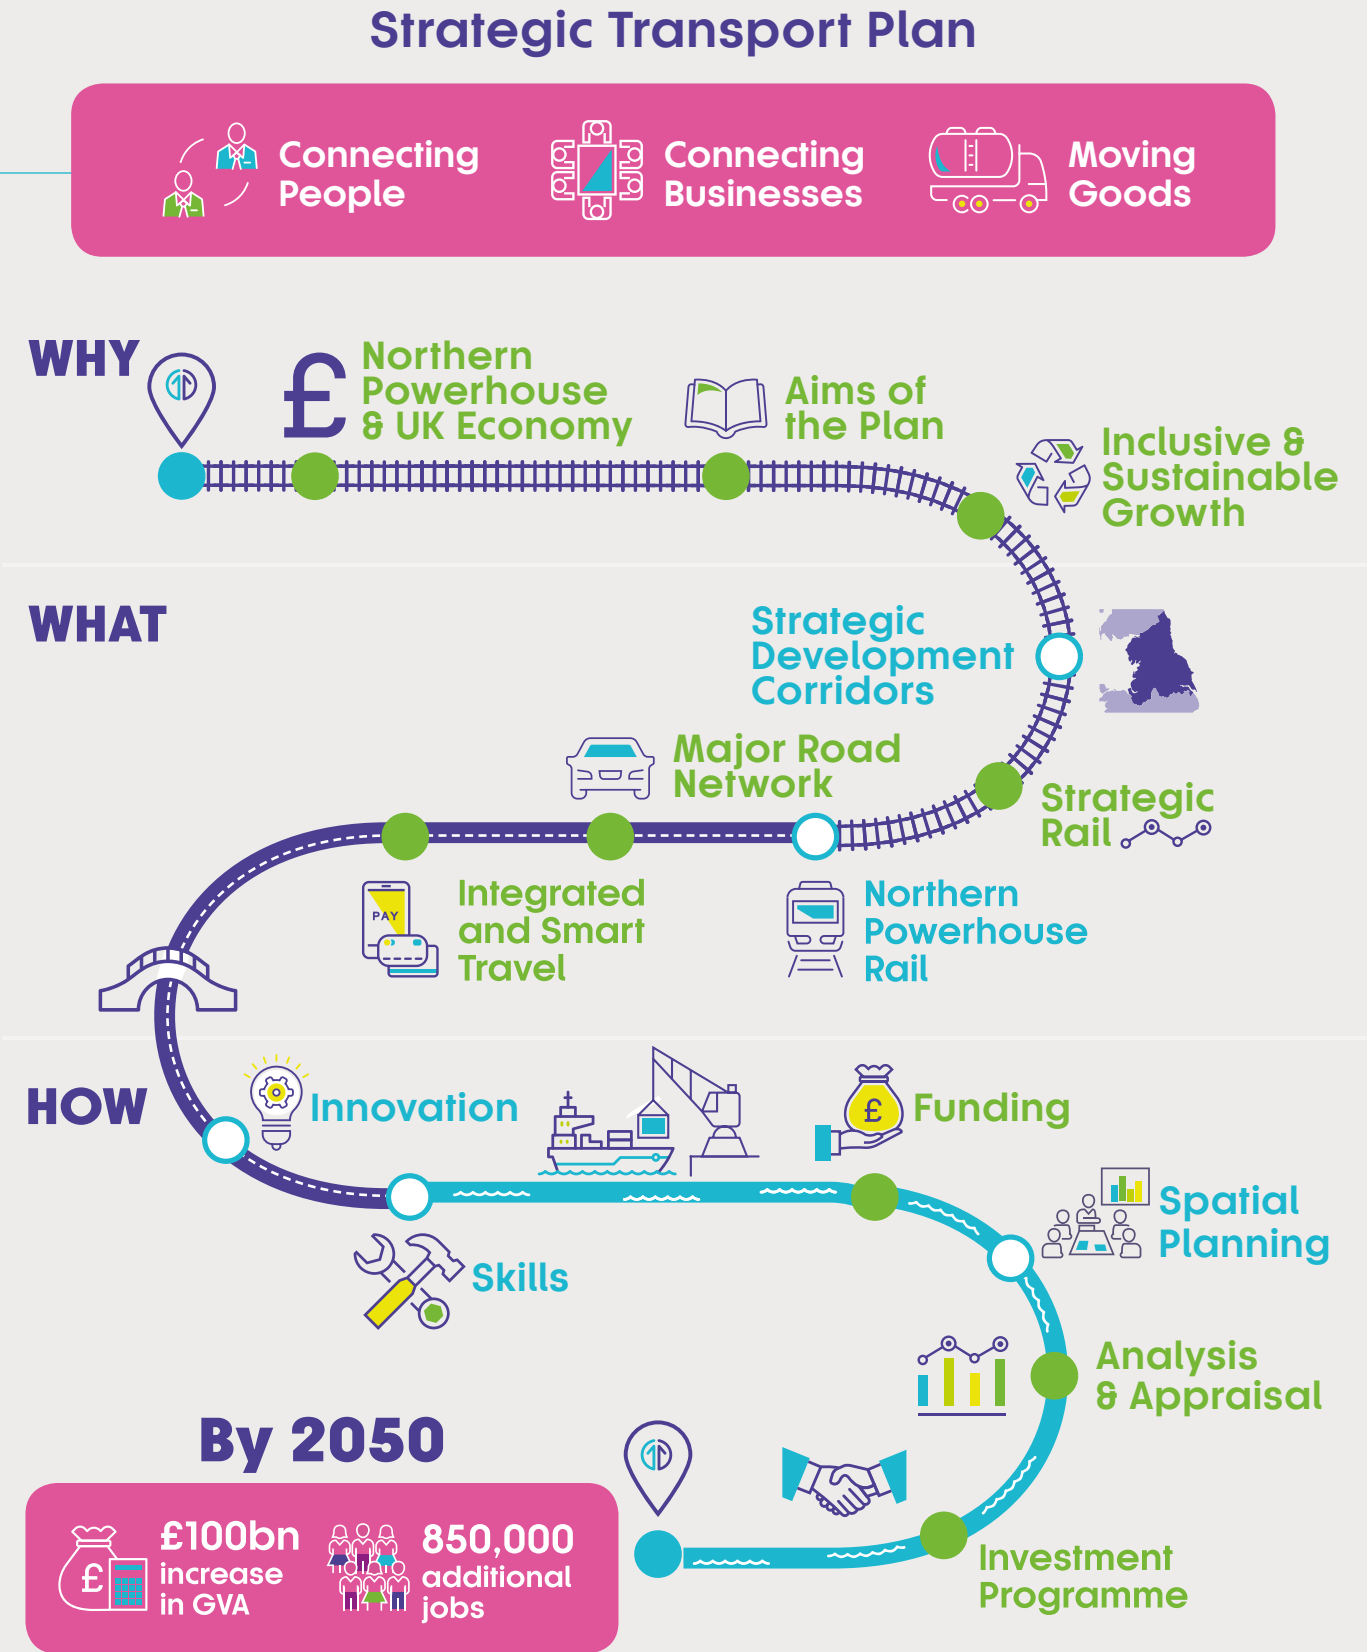 Strategic Transport Plan
Connecting
People
Connecting
Businesses
Moving
Goods
WHY
£
Northern
Powerhouse
& UK Economy
Aims of
the Plan
Inclusive &
Sustainable
Growth
WHAT
Strategic
Development
Corridors
Major Road
Network
Strategic
Rail
PAY
Integrated
and Smart
Travel
Northern
Powerhouse
Rail
HOW
Innovation
£
Funding
Spatial
Planning
Skills
Analysis
& Appraisal
Investment
Programme
By 2050
£
£100bn
increase
in GVA
850,000
additional
jobs